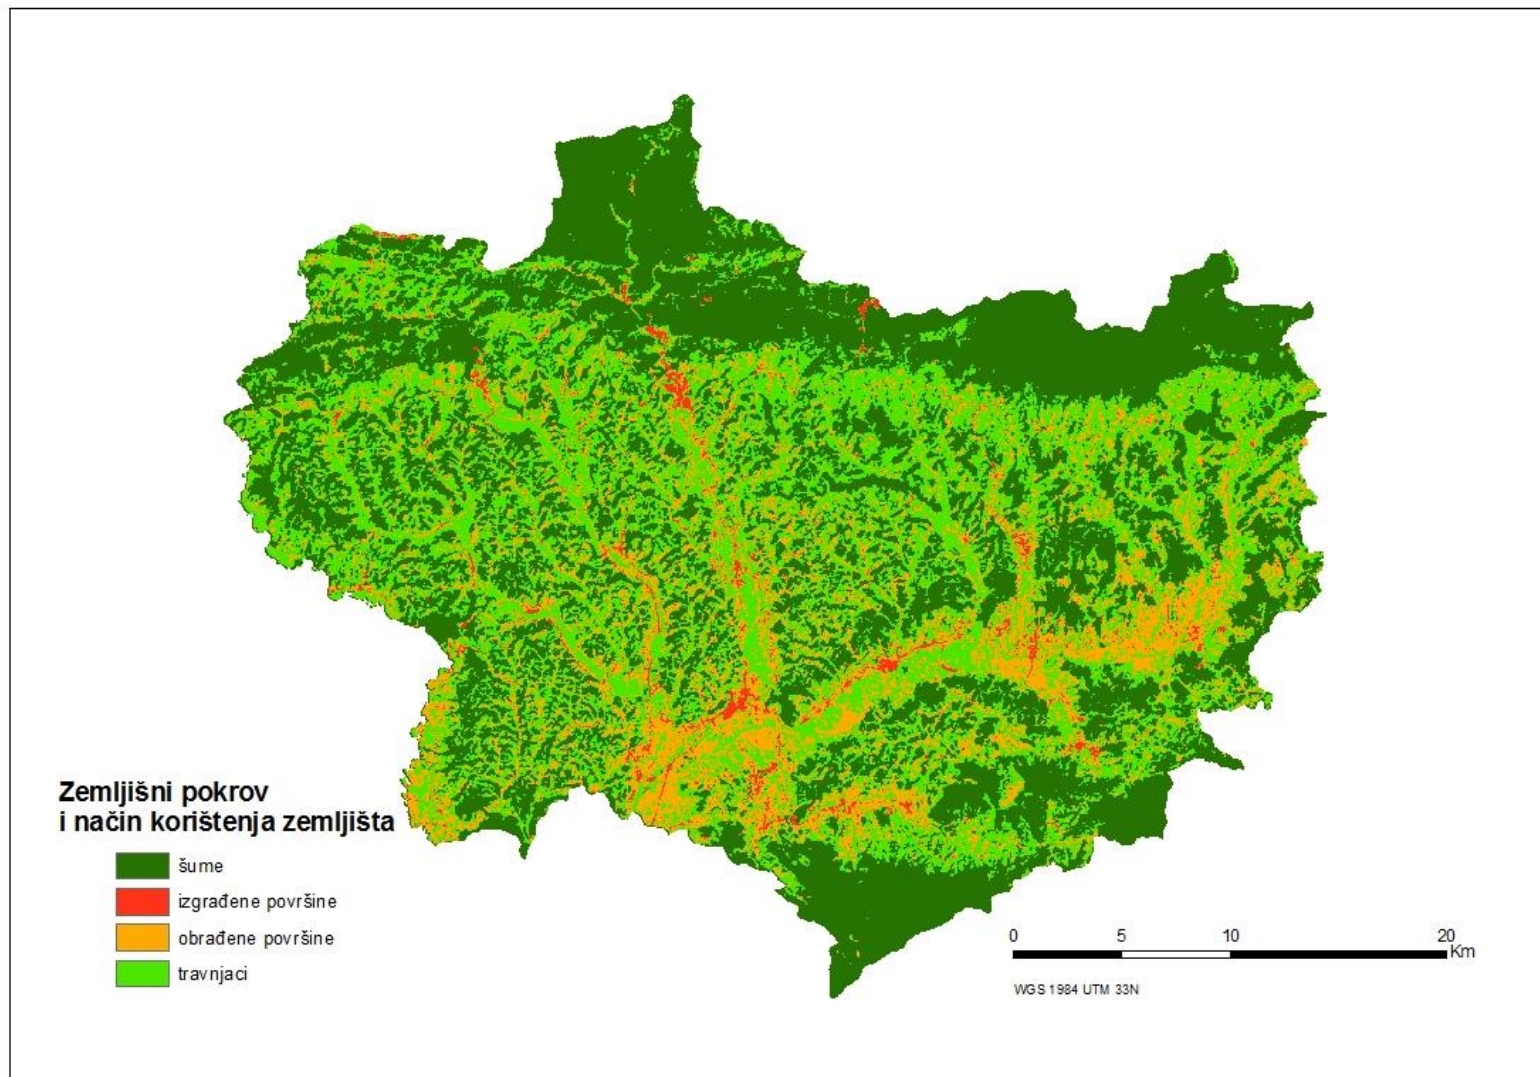 Zemljišni pokrov
i način korištenja zemljišta
šume
izgrađene površine
obrađene površine
travnjaci
0 5 10 20
Km
WGS 1984 UTM 33N